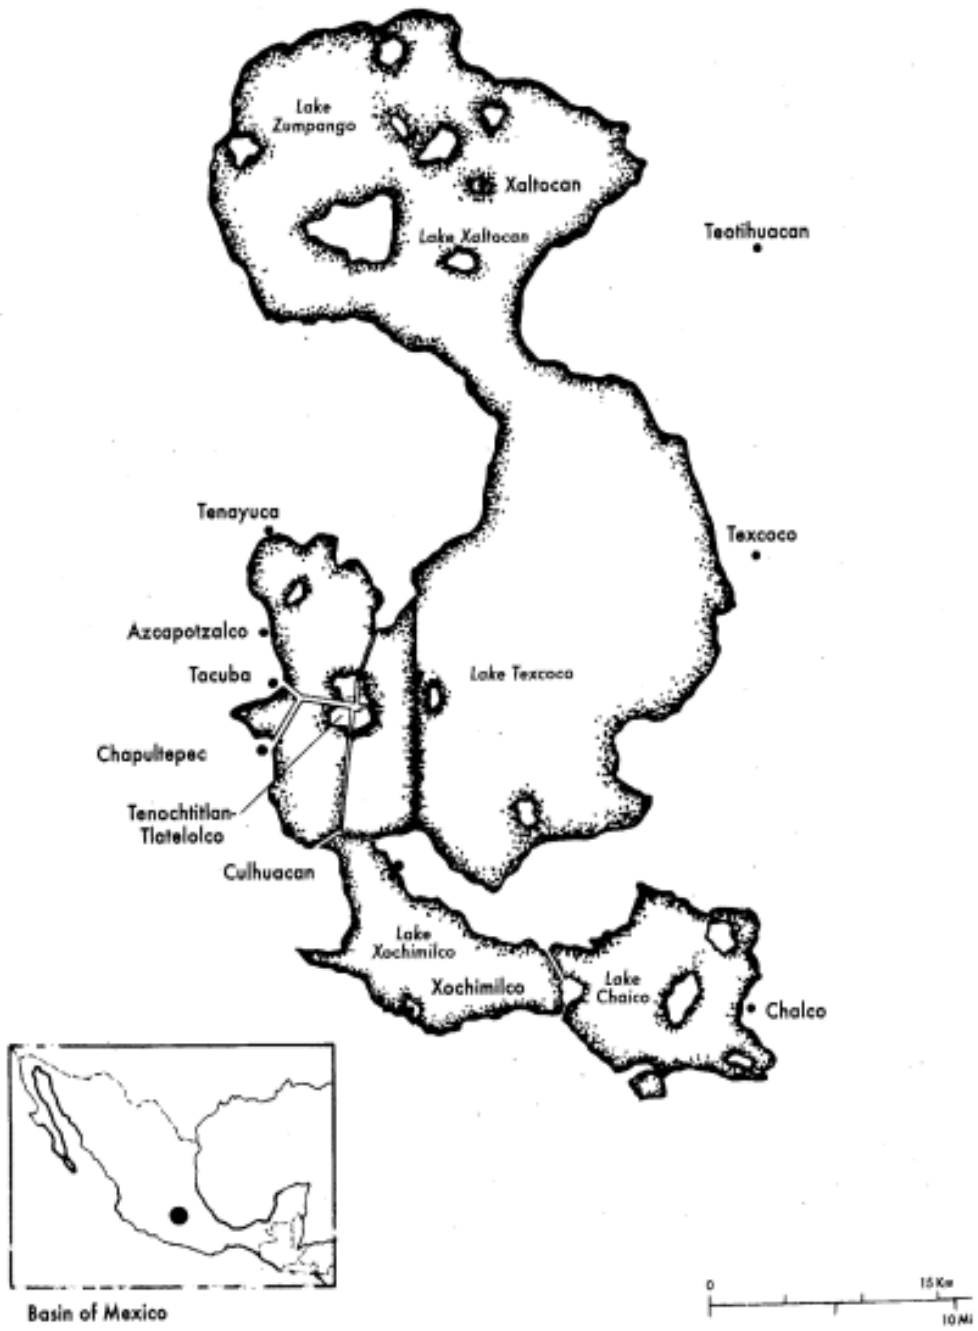 Lake
Zumpango
Xaltocan
Teotihuacan
Lake Xaltocan
Tenayuca
Texcoco
Azcapotzalco
Tacuba
Lake Texcoco
Chapultepec
Tenochtitlan-
Tlatelolco
Culhuacan
Lake
Xochimilco
Xochimilco
Lake
Chalco
Chalco
0
15 Km
10 Mi
Basin of Mexico